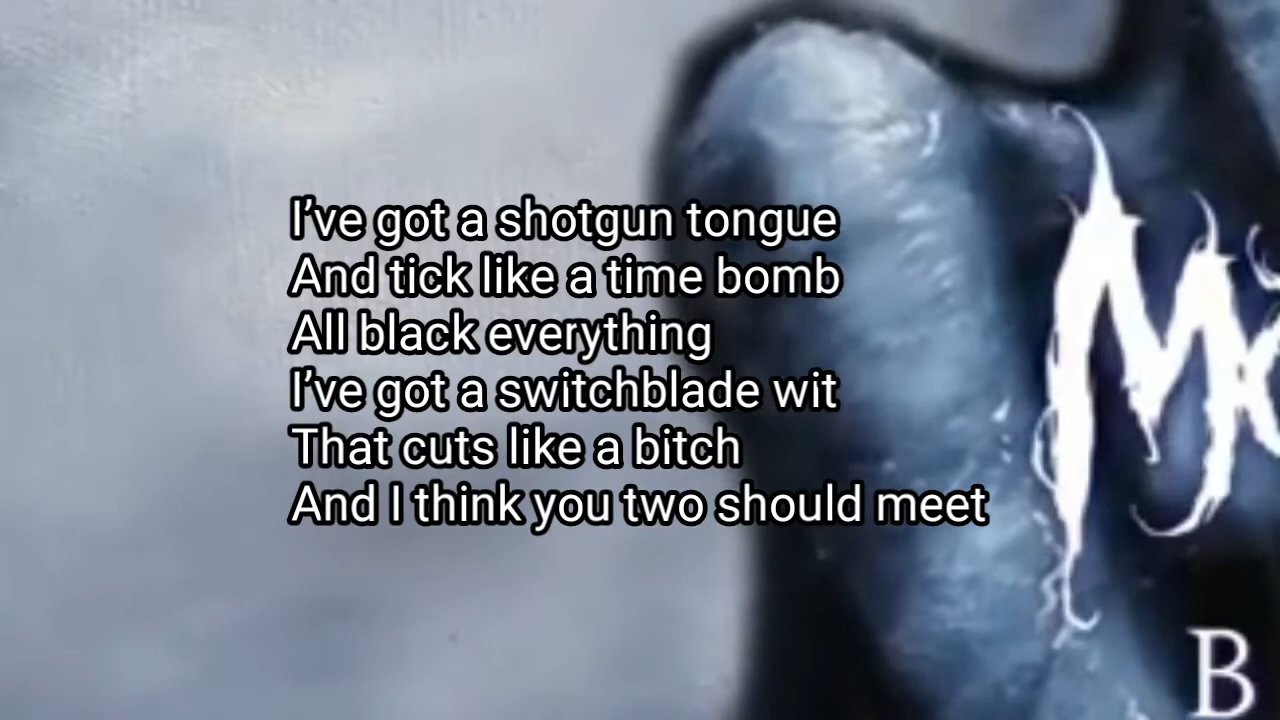 I've got a shotgun tongue
And tick like a time bomb
All black everything
I've got a switchblade wit
That cuts like a bitch
And I think you two should meet
M
B